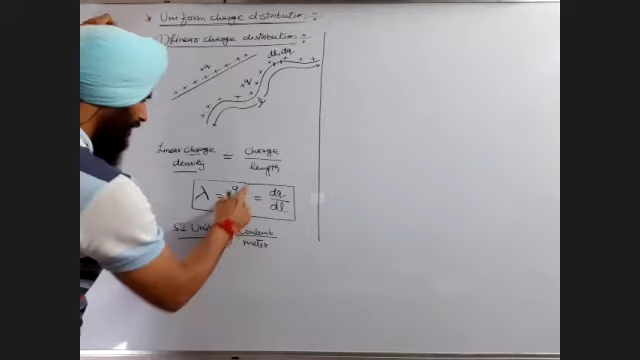 * Uniform charge distribution :-
1) Linear charge distribution :-
dl, dq
+q
+q
l
Linear charge density = charge / length
λ = q = dq / dl
S.I Unit Coulomb / meter